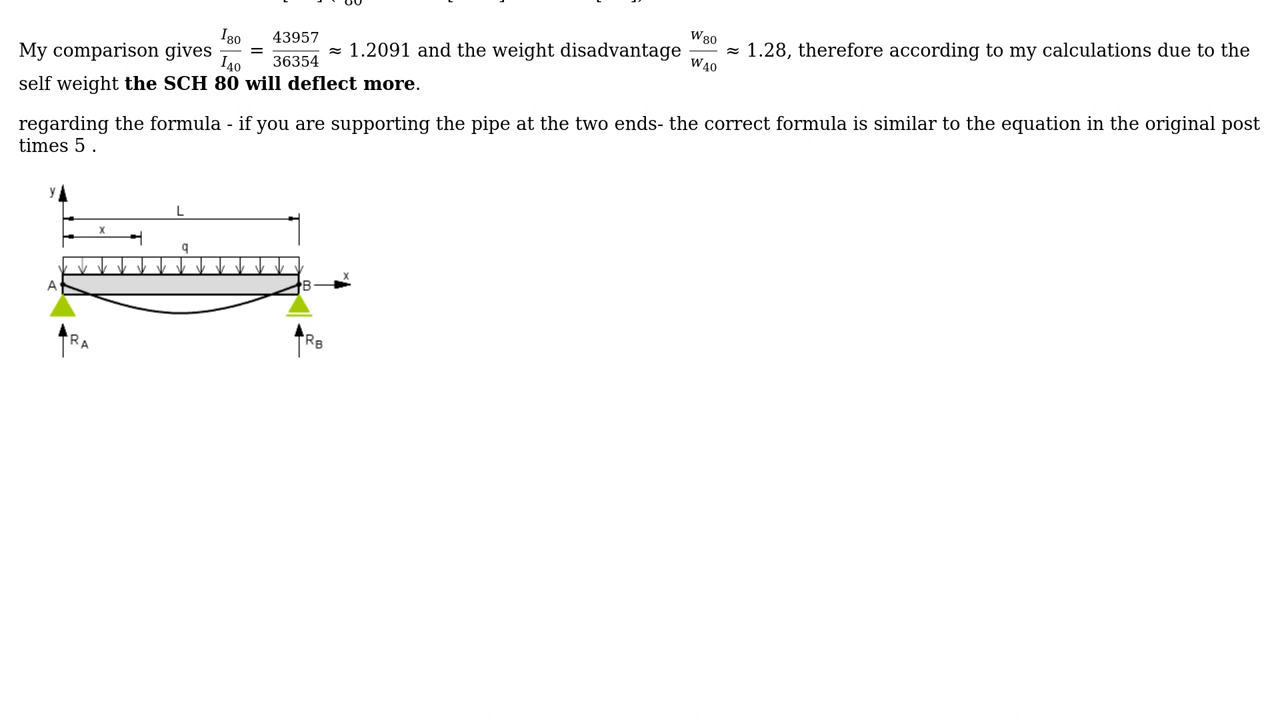 80
My comparison gives I80/I40 = 43957/36354 ≈ 1.2091 and the weight disadvantage w80/w40 ≈ 1.28, therefore according to my calculations due to the
self weight the SCH 80 will deflect more.
regarding the formula - if you are supporting the pipe at the two ends- the correct formula is similar to the equation in the original post
times 5 .
y
L
x
q
A
B
x
RA
RB